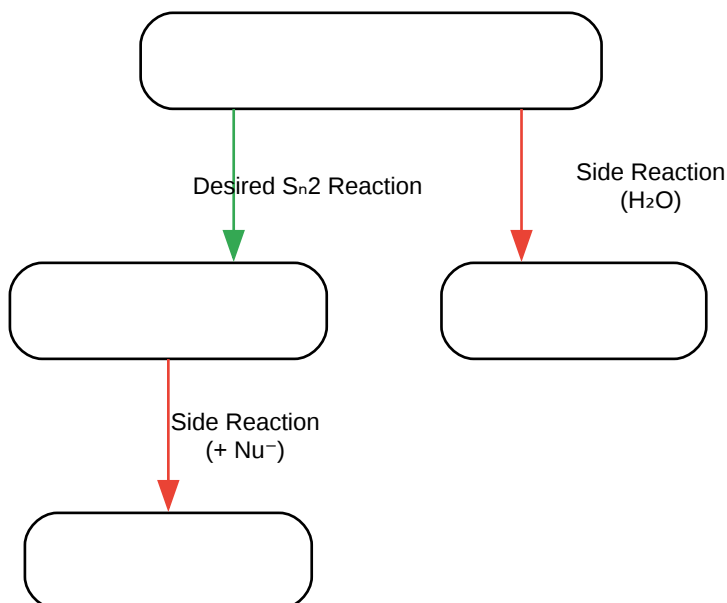 Desired Sₙ2 Reaction
Side Reaction
(H₂O)
Side Reaction
(+ Nu⁻)